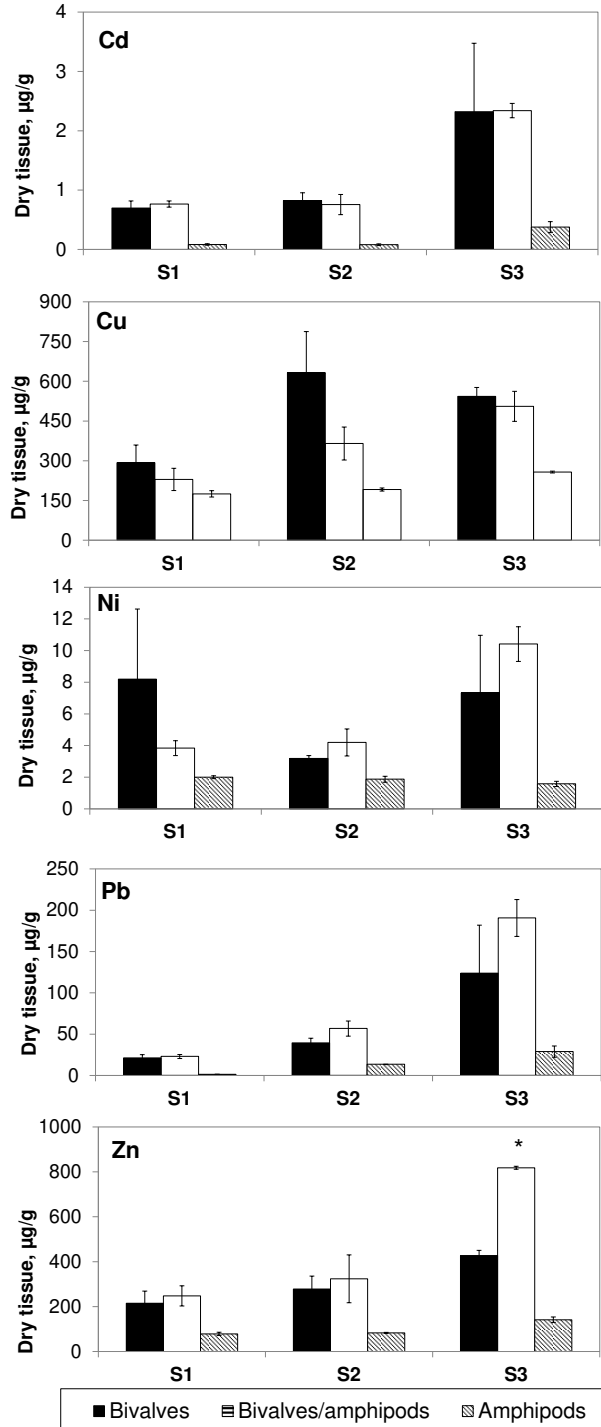 Cd
Dry tissue, µg/g
4
3
2
1
0
S1 S2 S3
Cu
Dry tissue, µg/g
900
750
600
450
300
150
0
S1 S2 S3
Ni
Dry tissue, µg/g
14
12
10
8
6
4
2
0
S1 S2 S3
Pb
Dry tissue, µg/g
250
200
150
100
50
0
S1 S2 S3
Zn
Dry tissue, µg/g
1000
800
600
400
200
0
*
S1 S2 S3
Bivalves Bivalves/amphipods Amphipods